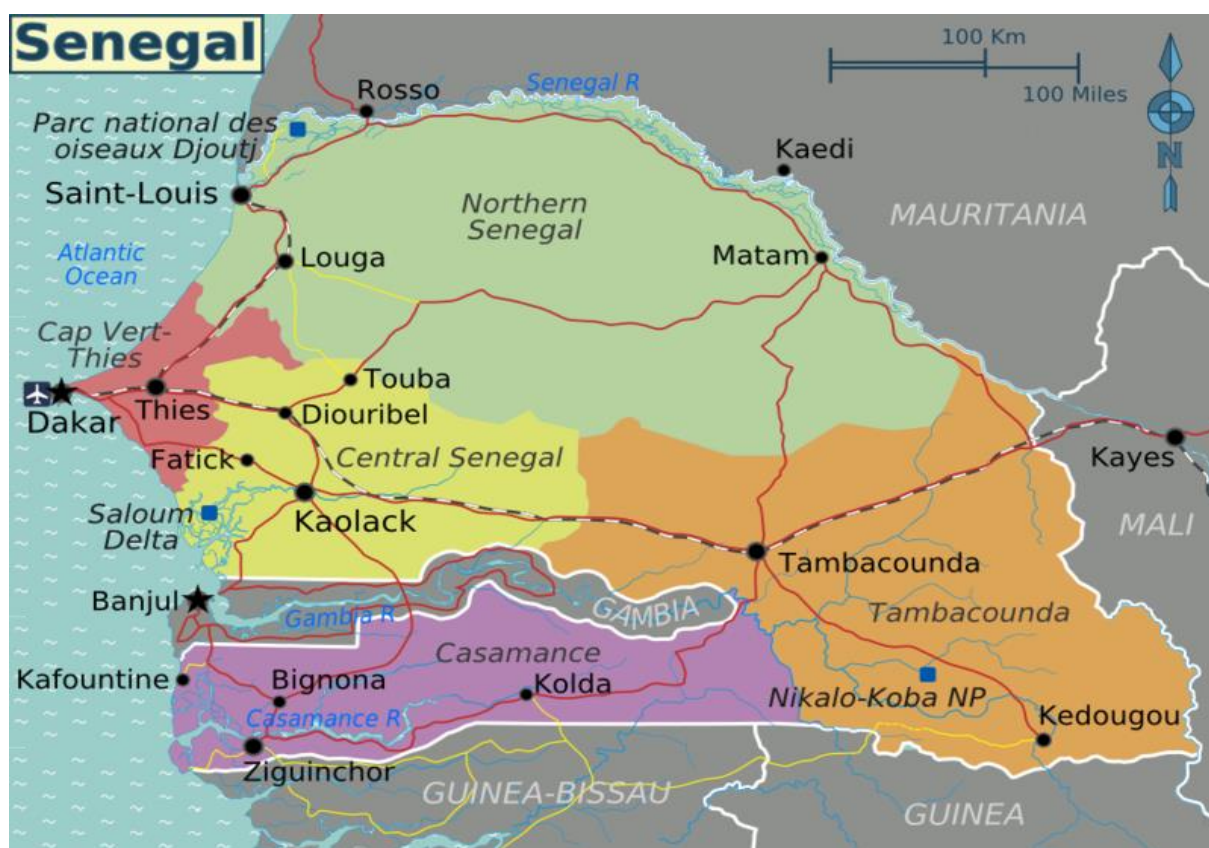 Senegal
100 Km
100 Miles
N
Rosso
Senegal R
Parc national des
oiseaux Djoutj
Kaedi
Saint-Louis
Northern
Senegal
MAURITANIA
Atlantic
Ocean
Louga
Matam
Cap Vert-
Thies
Touba
Dakar
Thies
Diouribel
Fatick
Central Senegal
Kayes
Saloum
Delta
Kaolack
MALI
Tambacounda
Banjul
Gambia R
GAMBIA
Tambacounda
Casamance
Kafountine
Bignona
Kolda
Nikalo-Koba NP
Casamance R
Kedougou
Ziguinchor
GUINEA-BISSAU
GUINEA